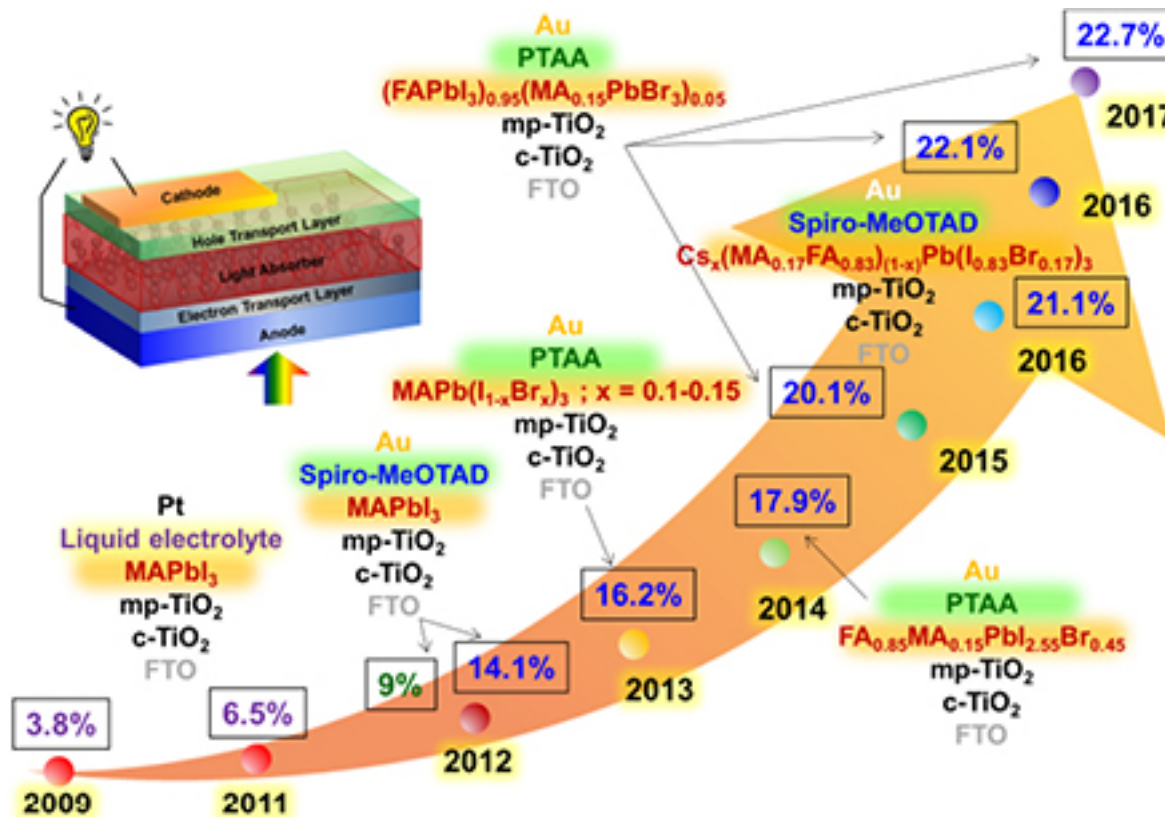 Au
PTAA
(FAPbI₃)₀.₉₅(MA₀.₁₅PbBr₃)₀.₀₅
mp-TiO₂
c-TiO₂
FTO
22.7%
2017
Cathode
Hole Transport Layer
Light Absorber
Electron Transport Layer
Anode
22.1%
2016
Au
Spiro-MeOTAD
Csₓ(MA₀.₁₇FA₀.₈₃)₍₁₋ₓ₎Pb(I₀.₈₃Br₀.₁₇)₃
mp-TiO₂
c-TiO₂
FTO
21.1%
2016
Au
PTAA
MAPb(I₁₋ₓBrₓ)₃ ; x = 0.1-0.15
mp-TiO₂
c-TiO₂
FTO
20.1%
2015
Au
Spiro-MeOTAD
MAPbI₃
mp-TiO₂
c-TiO₂
FTO
Pt
Liquid electrolyte
MAPbI₃
mp-TiO₂
c-TiO₂
FTO
17.9%
2014
Au
PTAA
FA₀.₈₅MA₀.₁₅PbI₂.₅₅Br₀.₄₅
mp-TiO₂
c-TiO₂
FTO
16.2%
2013
9%
14.1%
2012
6.5%
2011
3.8%
2009